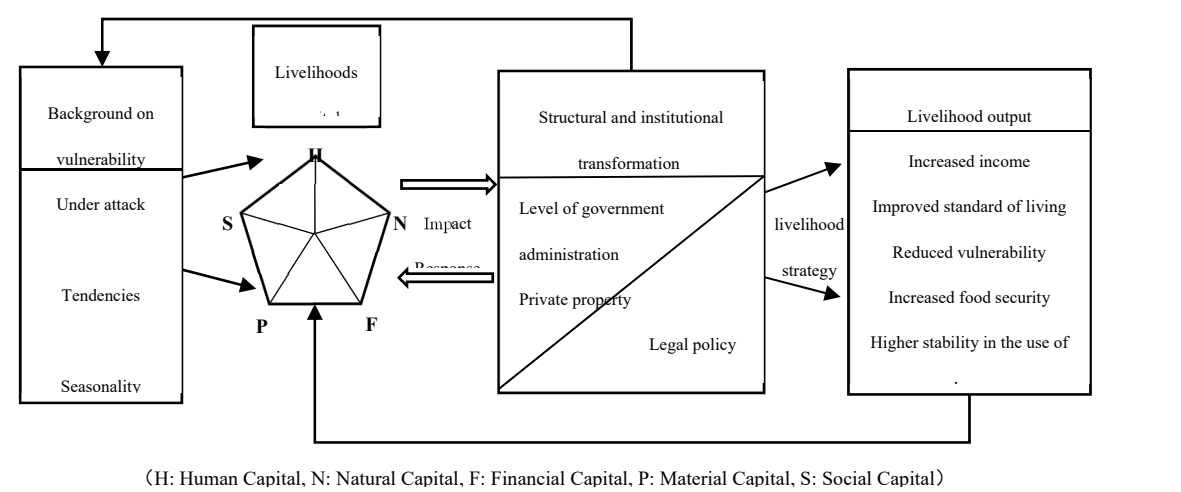 Background on
vulnerability
Under attack
Tendencies
Seasonality
Livelihoods
H
S
N
P
F
Impact
Response
Structural and institutional
transformation
Level of government
administration
Private property
Legal policy
livelihood
strategy
Livelihood output
Increased income
Improved standard of living
Reduced vulnerability
Increased food security
Higher stability in the use of
（H: Human Capital, N: Natural Capital, F: Financial Capital, P: Material Capital, S: Social Capital）